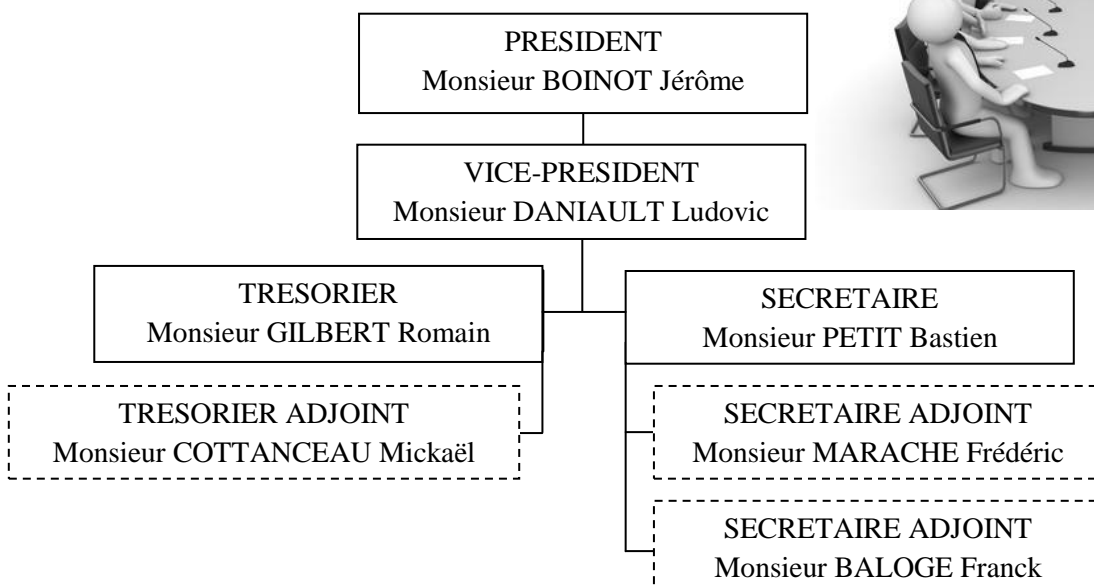 PRESIDENT
Monsieur BOINOT Jérôme
VICE-PRESIDENT
Monsieur DANIAULT Ludovic
TRESORIER
Monsieur GILBERT Romain
SECRETAIRE
Monsieur PETIT Bastien
TRESORIER ADJOINT
Monsieur COTTANCEAU Mickaël
SECRETAIRE ADJOINT
Monsieur MARACHE Frédéric
SECRETAIRE ADJOINT
Monsieur BALOGE Franck